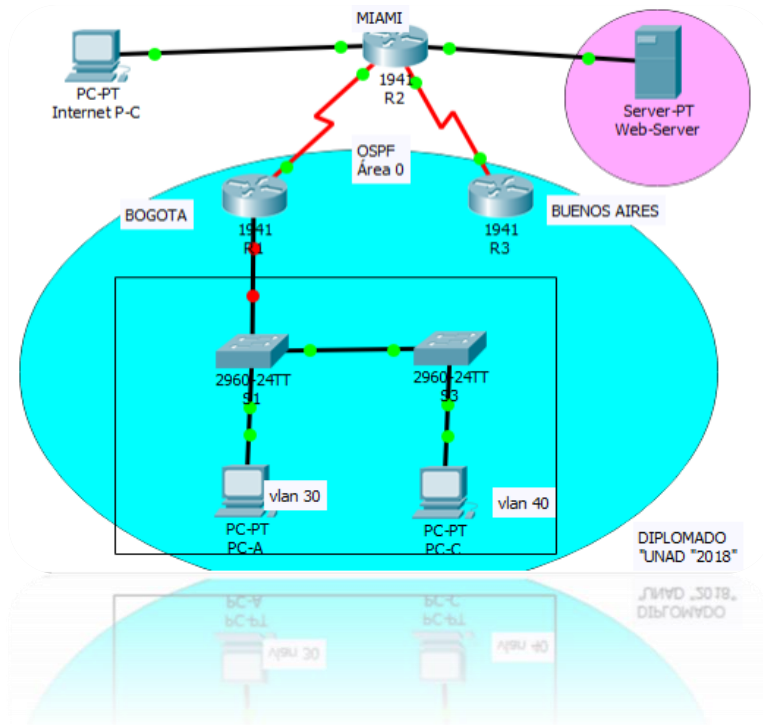 MIAMI
PC-PT
Internet P-C
1941
R2
Server-PT
Web-Server
OSPF
Área 0
BOGOTA
1941
R1
1941
R3
BUENOS AIRES
2960-24TT
S1
2960-24TT
S3
vlan 30
vlan 40
PC-PT
PC-A
PC-PT
PC-C
DIPLOMADO
"UNAD "2018"